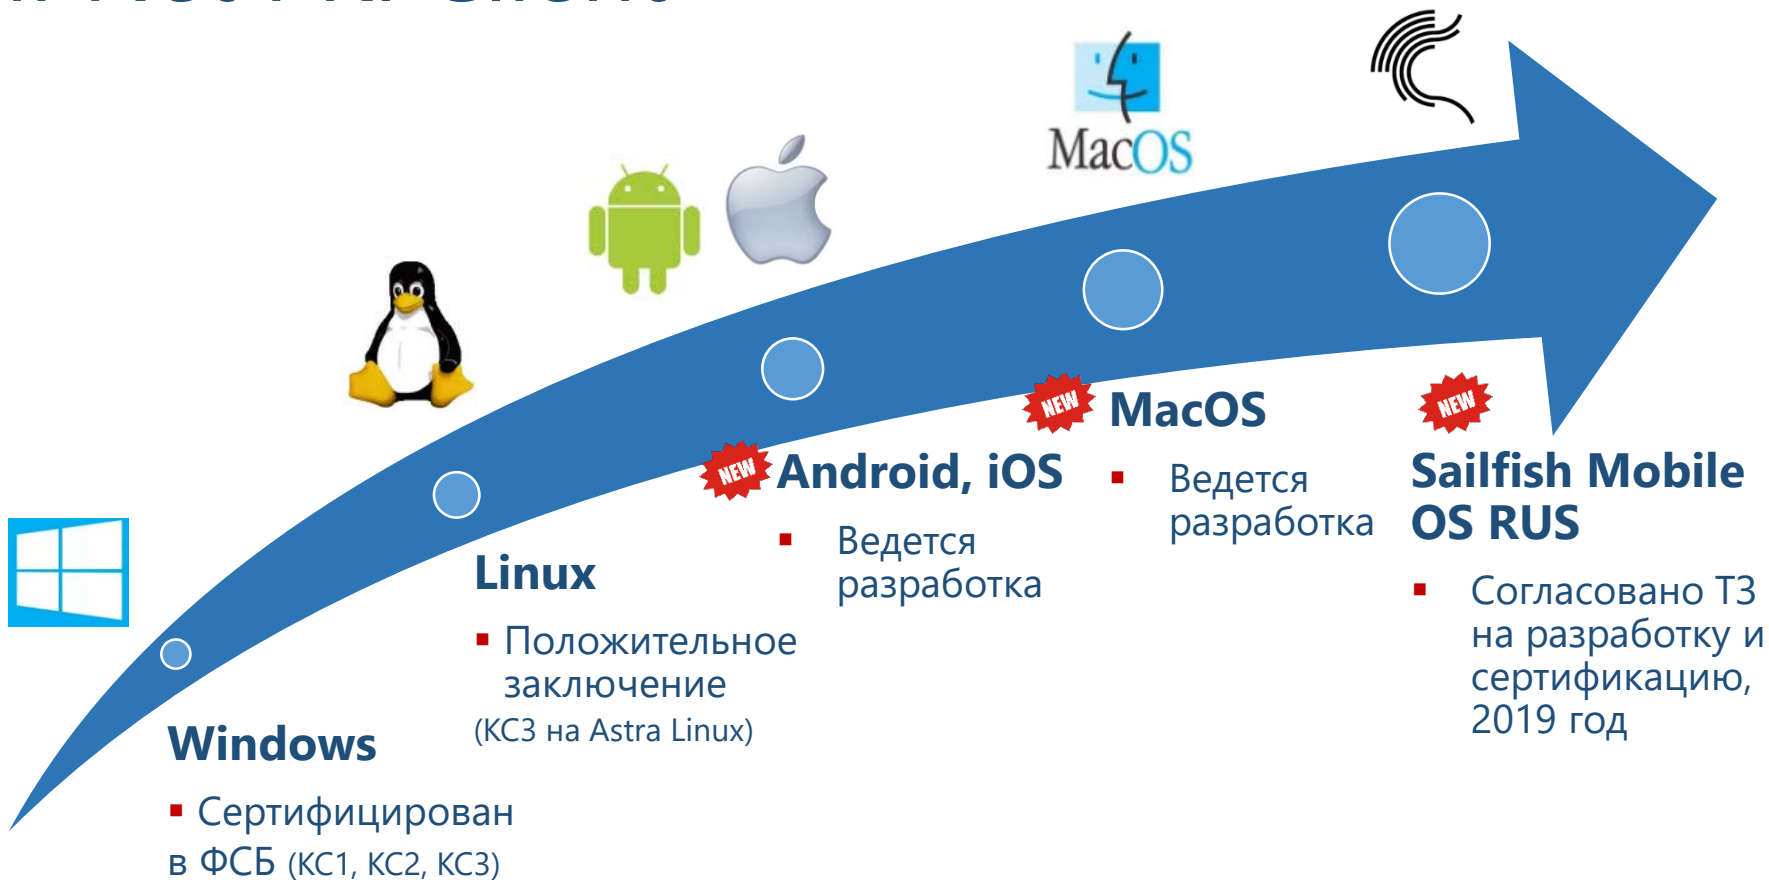 MacOS
NEW
MacOS
Ведется
разработка
NEW
Sailfish Mobile
OS RUS
Согласовано ТЗ
на разработку и
сертификацию,
2019 год
NEW
Android, iOS
Ведется
разработка
Linux
Положительное
заключение
(КС3 на Astra Linux)
Windows
Сертифицирован
в ФСБ (КС1, КС2, КС3)